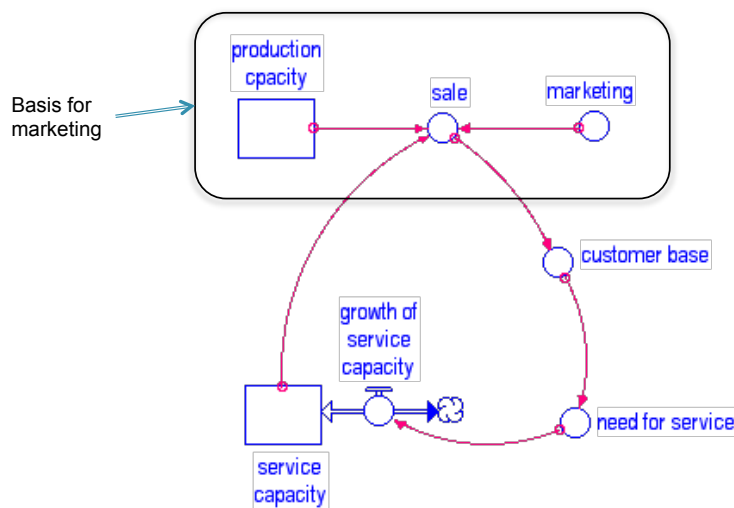 production
cpacity
sale
marketing
Basis for
marketing
customer base
growth of
service
capacity
need for service
service
capacity